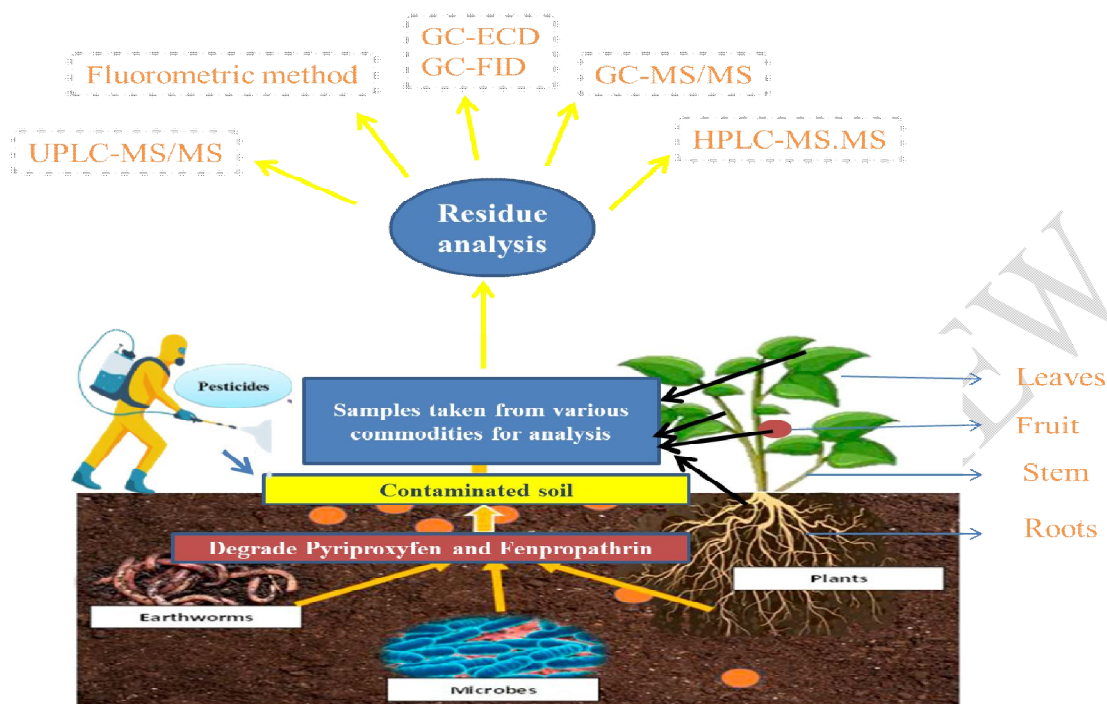 GC-ECD
GC-FID
Fluorometric method
GC-MS/MS
UPLC-MS/MS
HPLC-MS.MS
Residue
analysis
Pesticides
Samples taken from various
commodities for analysis
Leaves
Fruit
Stem
Roots
Contaminated soil
Degrade Pyriproxyfen and Fenpropathrin
Plants
Earthworms
Microbes